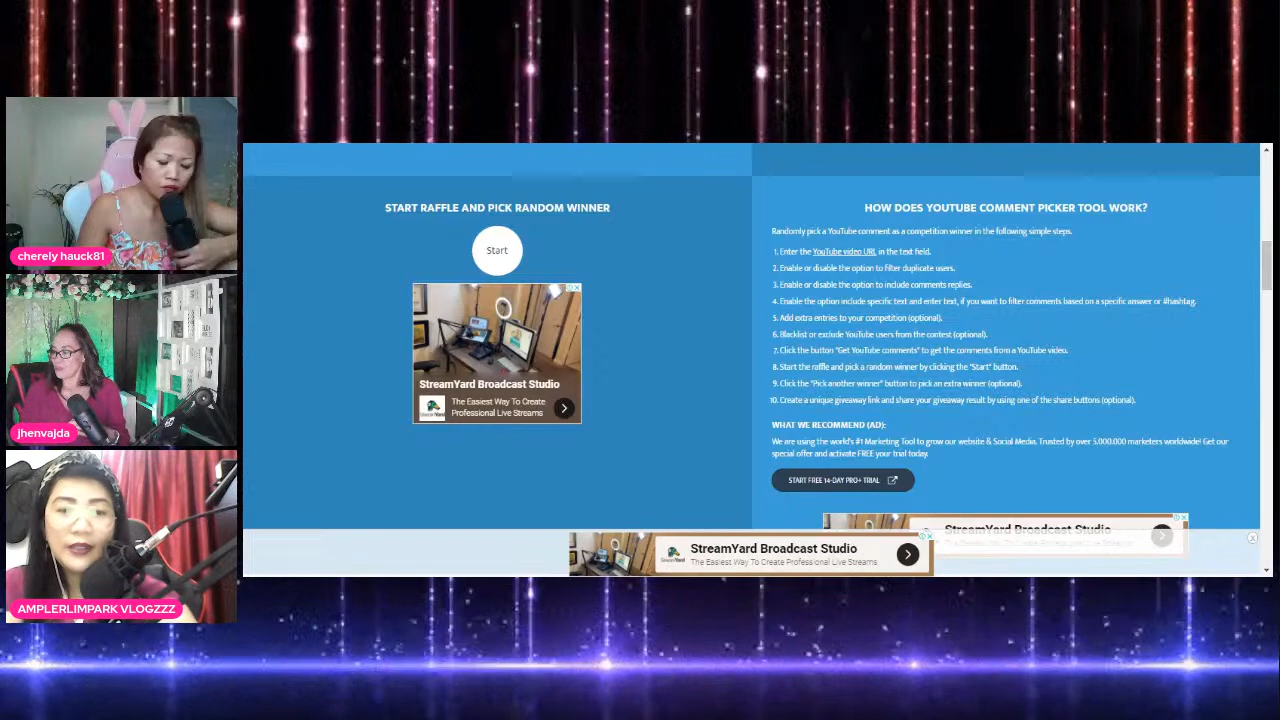 cherely hauck81
jhenvajda
AMPLERLIMPARK VLOGZZZ
START RAFFLE AND PICK RANDOM WINNER
Start
StreamYard Broadcast Studio
The Easiest Way To Create
Professional Live Streams
HOW DOES YOUTUBE COMMENT PICKER TOOL WORK?
Randomly pick a YouTube comment as a competition winner in the following simple steps.
1. Enter the YouTube video URL in the text field.
2. Enable or disable the option to filter duplicate users.
3. Enable or disable the option to include comments replies.
4. Enable the option include specific text and enter text, if you want to filter comments based on a specific answer or #hashtag.
5. Add extra entries to your competition (optional).
6. Blacklist or exclude YouTube users from the contest (optional).
7. Click the button "Get YouTube comments" to get the comments from a YouTube video.
8. Start the raffle and pick a random winner by clicking the "Start" button.
9. Click the "Pick another winner" button to pick an extra winner (optional).
10. Create a unique giveaway link and share your giveaway result by using one of the share buttons (optional).
WHAT WE RECOMMEND (AD):
We are using the world's #1 Marketing Tool to grow our website & Social Media. Trusted by over 5.000.000 marketers worldwide! Get our
special offer and activate FREE your trial today.
START FREE 14-DAY PRO+ TRIAL
StreamYard Broadcast Studio
StreamYard Broadcast Studio
The Easiest Way To Create Professional Live Streams